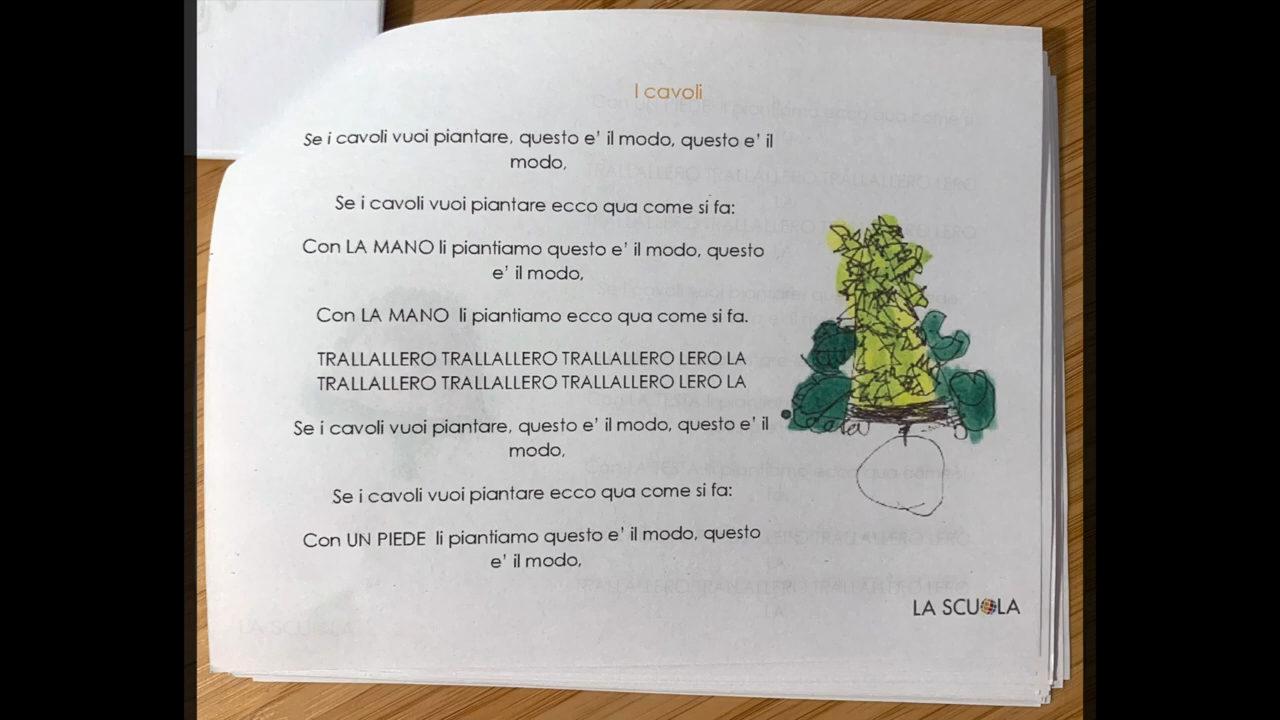 I cavoli
Se i cavoli vuoi piantare, questo e' il modo, questo e' il
modo,
Se i cavoli vuoi piantare ecco qua come si fa:
Con LA MANO li piantiamo questo e' il modo, questo
e' il modo,
Con LA MANO li piantiamo ecco qua come si fa.
TRALLALLERO TRALLALLERO TRALLALLERO LERO LA
TRALLALLERO TRALLALLERO TRALLALLERO LERO LA
Se i cavoli vuoi piantare, questo e' il modo, questo e' il
modo,
Se i cavoli vuoi piantare ecco qua come si fa:
Con UN PIEDE li piantiamo questo e' il modo, questo
e' il modo,
LA SCUOLA